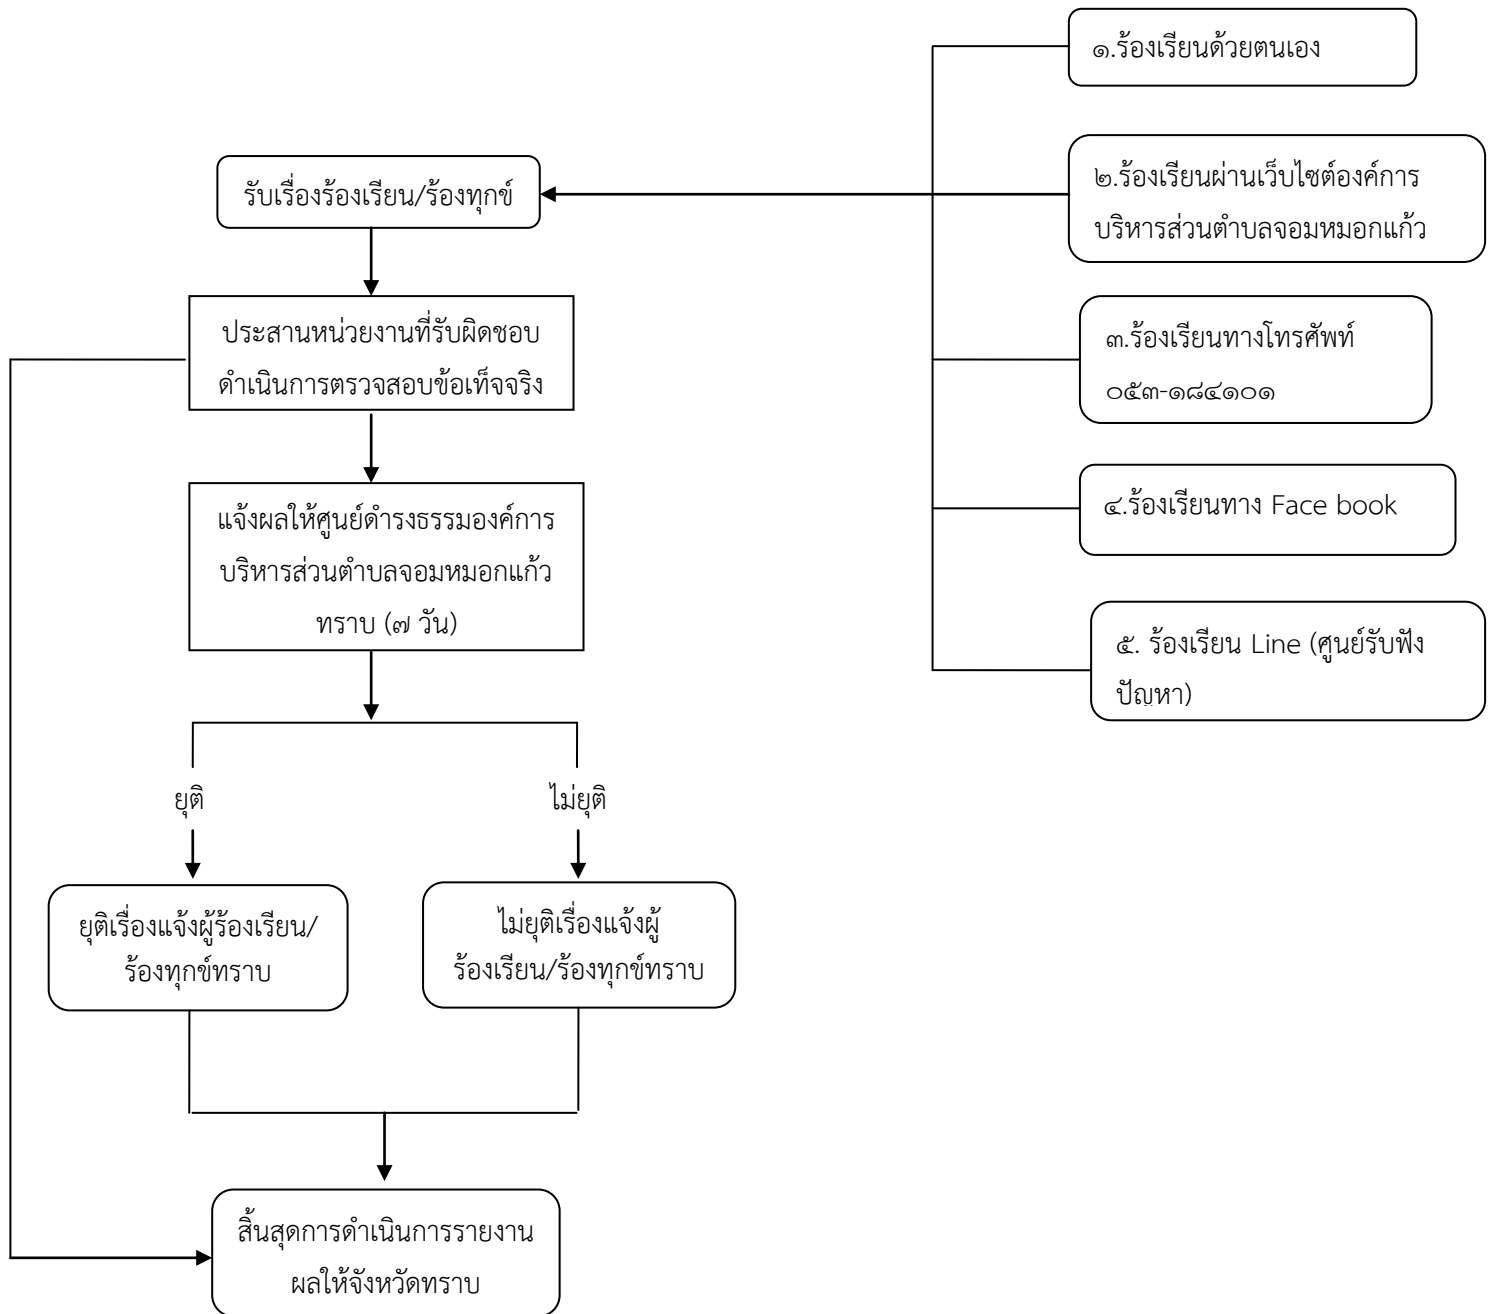 ๑.ร้องเรียนด้วยตนเอง
๒.ร้องเรียนผ่านเว็บไซต์องค์การ
บริหารส่วนตำบลจอมหมอกแก้ว
๓.ร้องเรียนทางโทรศัพท์
๐๕๓-๑๘๔๑๐๑
๔.ร้องเรียนทาง Face book
๕. ร้องเรียน Line (ศูนย์รับฟัง
ปัญหา)
รับเรื่องร้องเรียน/ร้องทุกข์
ประสานหน่วยงานที่รับผิดชอบ
ดำเนินการตรวจสอบข้อเท็จจริง
แจ้งผลให้ศูนย์ดำรงธรรมองค์การ
บริหารส่วนตำบลจอมหมอกแก้ว
ทราบ (๗ วัน)
ยุติ
ไม่ยุติ
ยุติเรื่องแจ้งผู้ร้องเรียน/
ร้องทุกข์ทราบ
ไม่ยุติเรื่องแจ้งผู้
ร้องเรียน/ร้องทุกข์ทราบ
สิ้นสุดการดำเนินการรายงาน
ผลให้จังหวัดทราบ